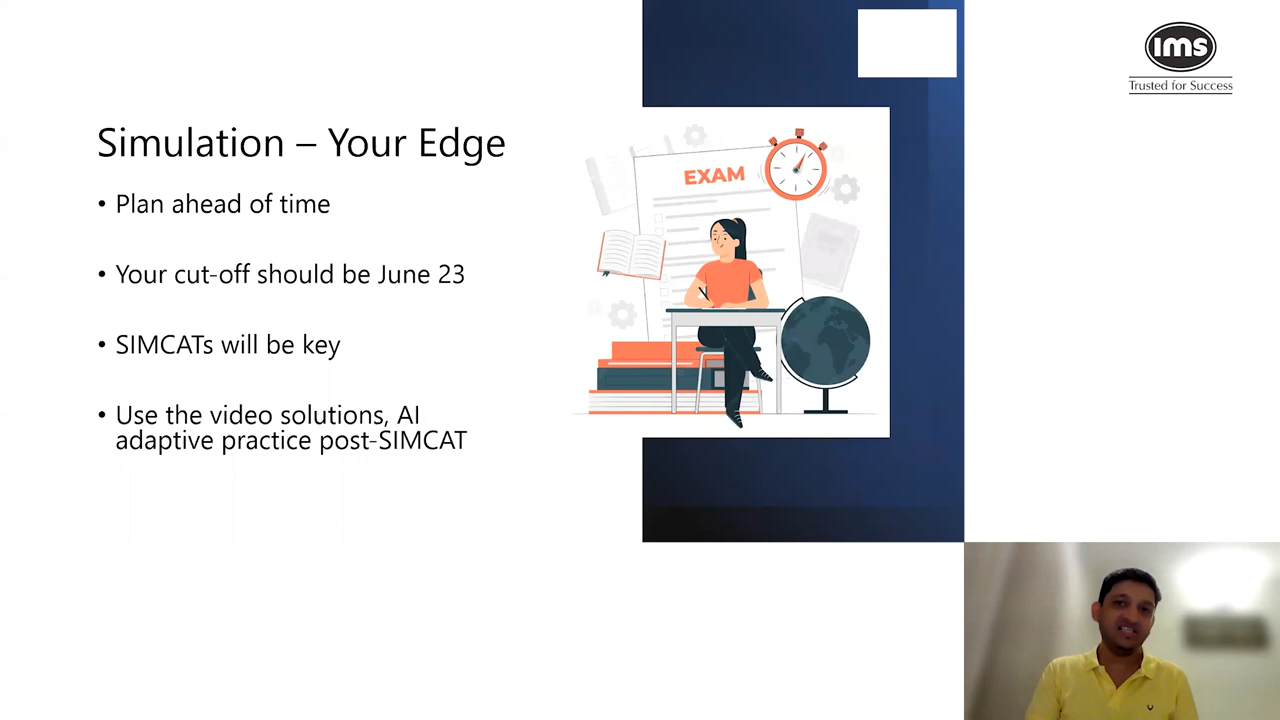 ims
Trusted for Success
Simulation – Your Edge
• Plan ahead of time
• Your cut-off should be June 23
• SIMCATs will be key
• Use the video solutions, AI
adaptive practice post-SIMCAT
EXAM